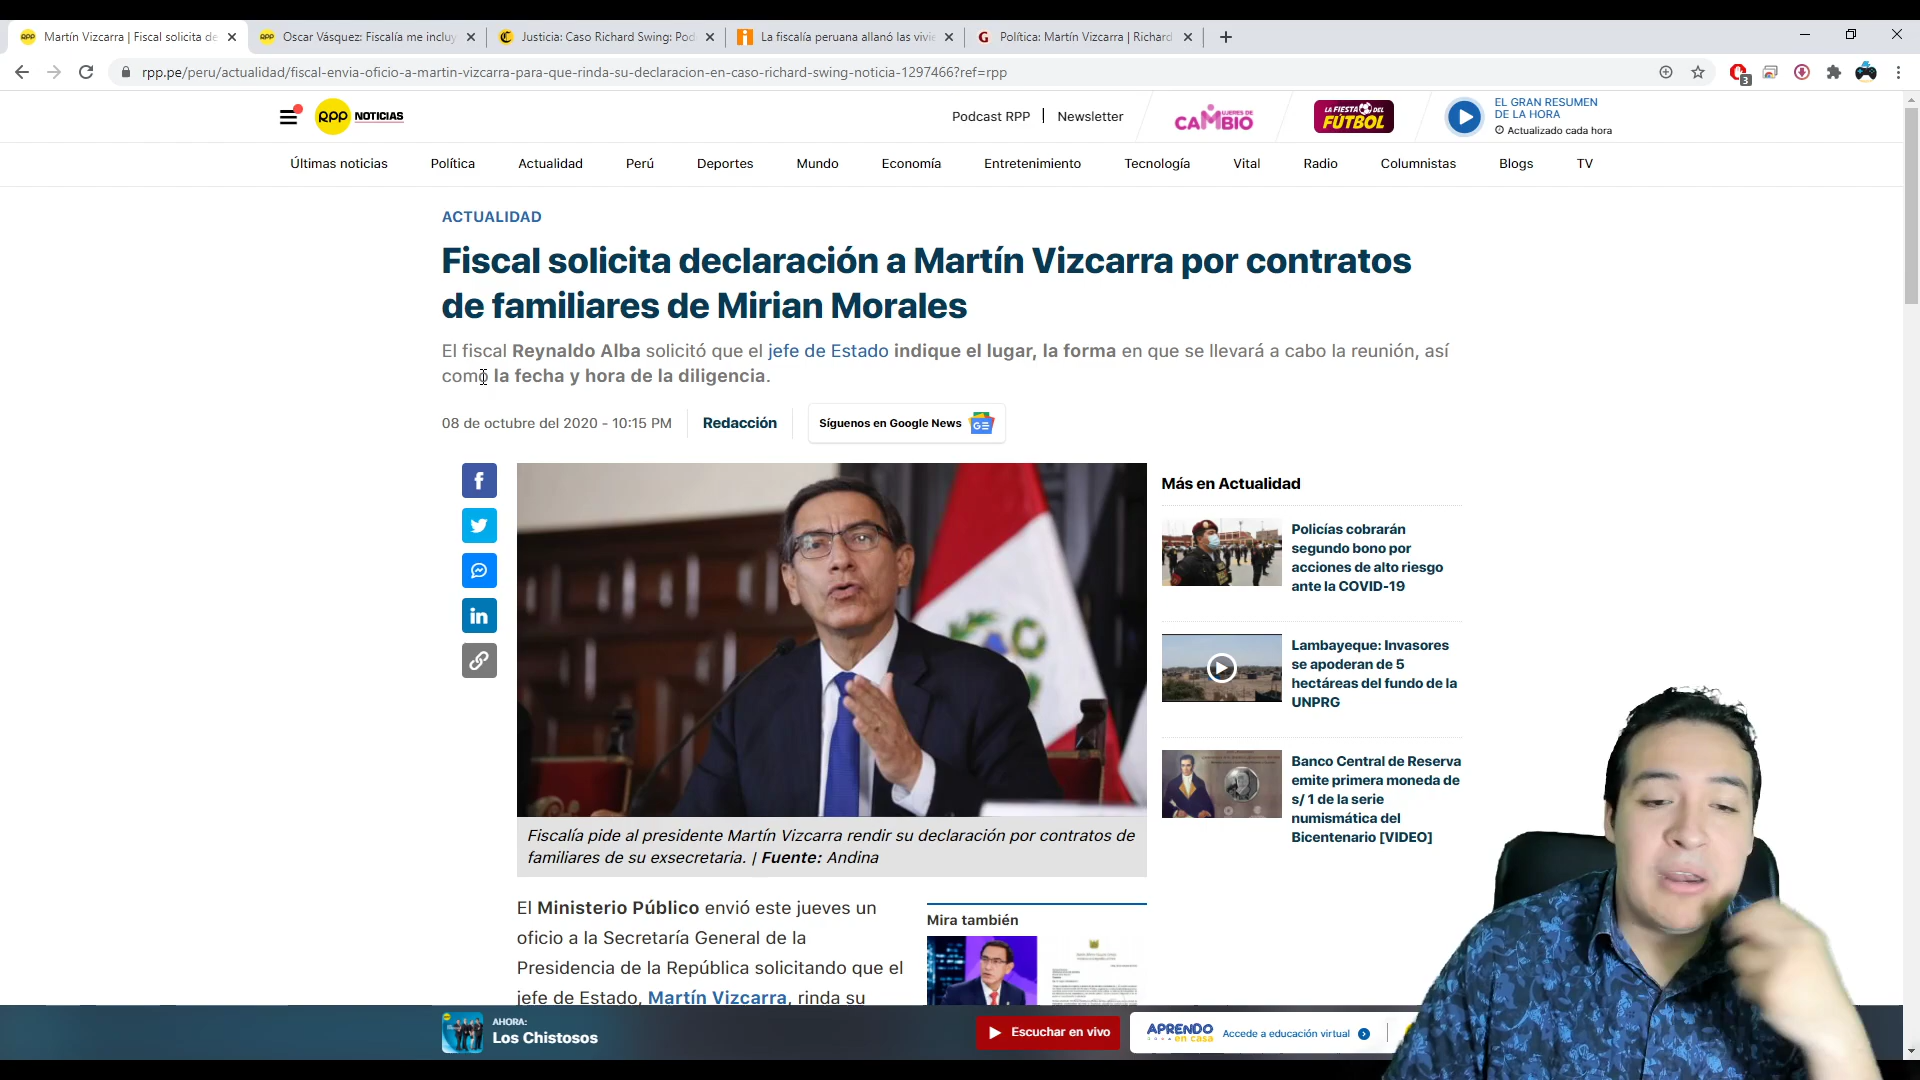 Martín Vizcarra | Fiscal solicita de
Oscar Vásquez: Fiscalía me incluy
Justicia: Caso Richard Swing: Pod
La fiscalía peruana allanó las vivie
Política: Martín Vizcarra | Richard
rpp.pe/peru/actualidad/fiscal-envia-oficio-a-martin-vizcarra-para-que-rinda-su-declaracion-en-caso-richard-swing-noticia-1297466?ref=rpp
3
RPP NOTICIAS
Podcast RPP
Newsletter
MUJERES DE CAMBIO
LA FIESTA DEL FÚTBOL
EL GRAN RESUMEN
DE LA HORA
Actualizado cada hora
Últimas noticias Política Actualidad Perú Deportes Mundo Economía Entretenimiento Tecnología Vital Radio Columnistas Blogs TV
ACTUALIDAD
Fiscal solicita declaración a Martín Vizcarra por contratos
de familiares de Mirian Morales
El fiscal Reynaldo Alba solicitó que el jefe de Estado indique el lugar, la forma en que se llevará a cabo la reunión, así
como la fecha y hora de la diligencia.
08 de octubre del 2020 - 10:15 PM
Redacción
Síguenos en Google News
Más en Actualidad
Policías cobrarán
segundo bono por
acciones de alto riesgo
ante la COVID-19
Lambayeque: Invasores
se apoderan de 5
hectáreas del fundo de la
UNPRG
Banco Central de Reserva
emite primera moneda de
s/ 1 de la serie
numismática del
Bicentenario [VIDEO]
Fiscalía pide al presidente Martín Vizcarra rendir su declaración por contratos de
familiares de su exsecretaria. | Fuente: Andina
El Ministerio Público envió este jueves un
oficio a la Secretaría General de la
Presidencia de la República solicitando que el
jefe de Estado, Martín Vizcarra, rinda su
Mira también
AHORA:
Los Chistosos
Escuchar en vivo
APRENDO
en casa
Accede a educación virtual